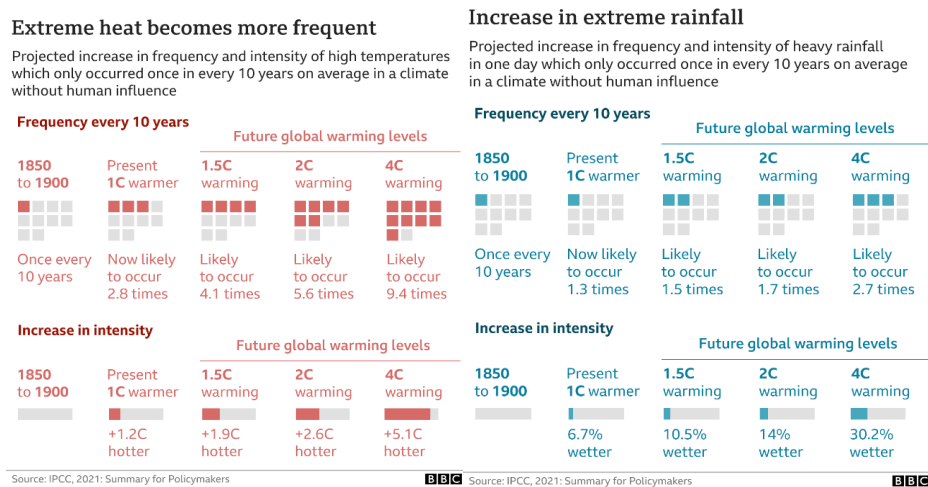 Extreme heat becomes more frequent
Projected increase in frequency and intensity of high temperatures
which only occurred once in every 10 years on average in a climate
without human influence
Frequency every 10 years
Future global warming levels
1850
to 1900
Present
1C warmer
1.5C
warming
2C
warming
4C
warming
Once every
10 years
Now likely
to occur
2.8 times
Likely
to occur
4.1 times
Likely
to occur
5.6 times
Likely
to occur
9.4 times
Increase in intensity
Future global warming levels
1850
to 1900
Present
1C warmer
1.5C
warming
2C
warming
4C
warming
+1.2C
hotter
+1.9C
hotter
+2.6C
hotter
+5.1C
hotter
Source: IPCC, 2021: Summary for Policymakers
BBC
Increase in extreme rainfall
Projected increase in frequency and intensity of heavy rainfall
in one day which only occurred once in every 10 years on average
in a climate without human influence
Frequency every 10 years
Future global warming levels
1850
to 1900
Present
1C warmer
1.5C
warming
2C
warming
4C
warming
Once every
10 years
Now likely
to occur
1.3 times
Likely
to occur
1.5 times
Likely
to occur
1.7 times
Likely
to occur
2.7 times
Increase in intensity
Future global warming levels
1850
to 1900
Present
1C warmer
1.5C
warming
2C
warming
4C
warming
6.7%
wetter
10.5%
wetter
14%
wetter
30.2%
wetter
Source: IPCC, 2021: Summary for Policymakers
BBC